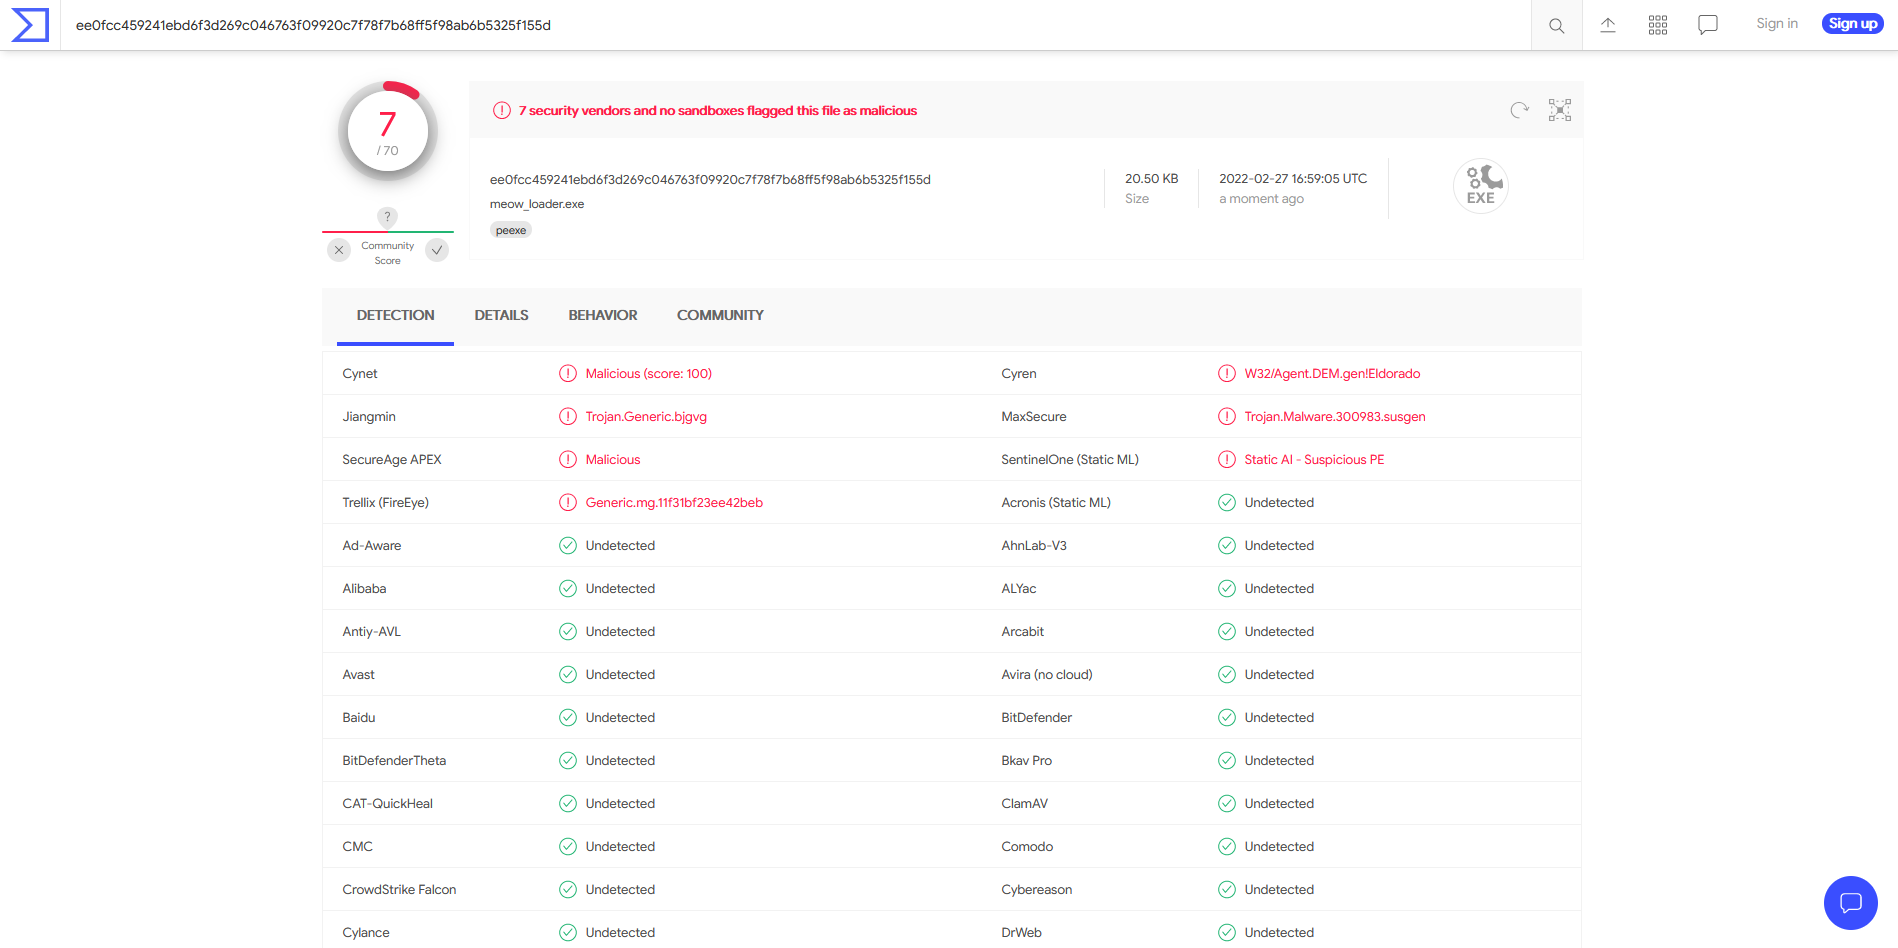 ee0fcc459241ebd6f3d269c046763f09920c7f78f7b68ff5f98ab6b5325f155d
Sign in
Sign up
7
/ 70
?
Community
Score
7 security vendors and no sandboxes flagged this file as malicious
ee0fcc459241ebd6f3d269c046763f09920c7f78f7b68ff5f98ab6b5325f155d
meow_loader.exe
peexe
20.50 KB
Size
2022-02-27 16:59:05 UTC
a moment ago
EXE
DETECTION DETAILS BEHAVIOR COMMUNITY
Cynet Malicious (score: 100) Cyren W32/Agent.DEM.gen!Eldorado
Jiangmin Trojan.Generic.bjgvg MaxSecure Trojan.Malware.300983.susgen
SecureAge APEX Malicious SentinelOne (Static ML) Static AI - Suspicious PE
Trellix (FireEye) Generic.mg.11f31bf23ee42beb Acronis (Static ML) Undetected
Ad-Aware Undetected AhnLab-V3 Undetected
Alibaba Undetected ALYac Undetected
Antiy-AVL Undetected Arcabit Undetected
Avast Undetected Avira (no cloud) Undetected
Baidu Undetected BitDefender Undetected
BitDefenderTheta Undetected Bkav Pro Undetected
CAT-QuickHeal Undetected ClamAV Undetected
CMC Undetected Comodo Undetected
CrowdStrike Falcon Undetected Cybereason Undetected
Cylance Undetected DrWeb Undetected